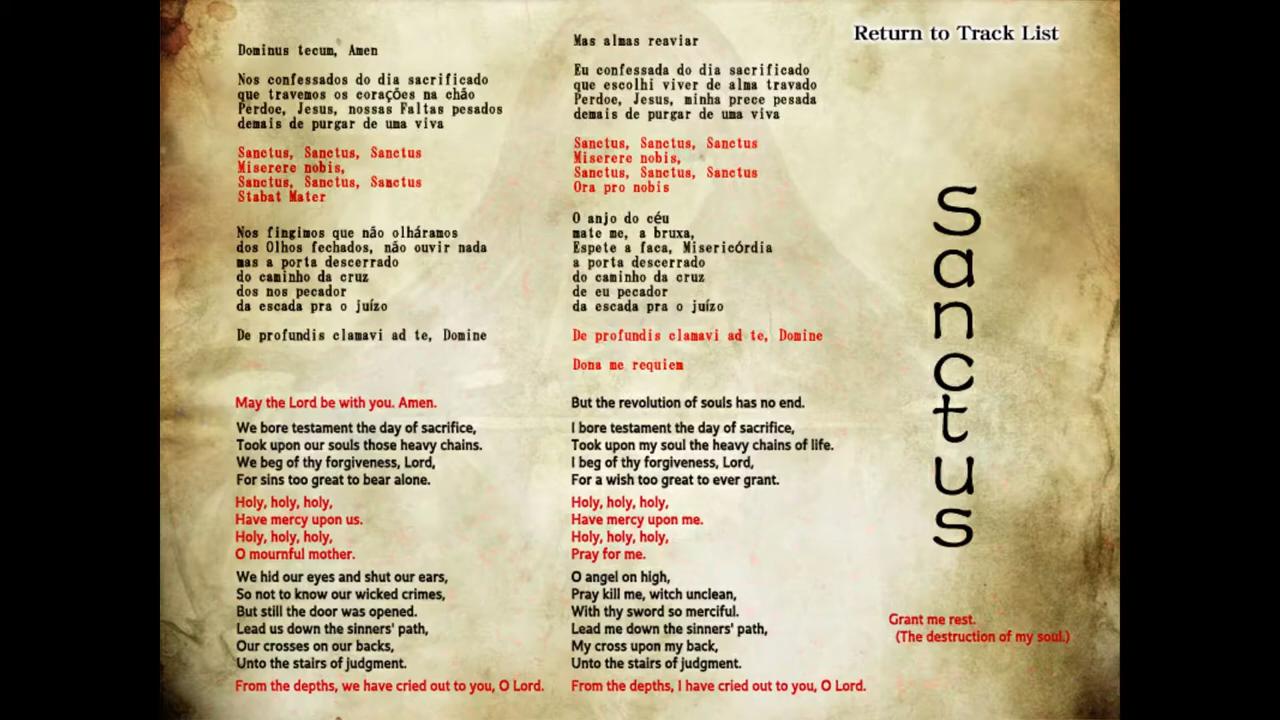 Return to Track List
Dominus tecum, Amen
Nos confessados do dia sacrificado
que travemos os corações na chão
Perdoe, Jesus, nossas Faltas pesados
demais de purgar de uma viva
Sanctus, Sanctus, Sanctus
Miserere nobis,
Sanctus, Sanctus, Sanctus
Stabat Mater
Nos fingimos que não olháramos
dos Olhos fechados, não ouvir nada
mas a porta descerrado
do caminho da cruz
dos nos pecador
da escada pra o juízo
De profundis clamavi ad te, Domine
Mas almas reaviar
Eu confessada do dia sacrificado
que escolhi viver de alma travado
Perdoe, Jesus, minha prece pesada
demais de purgar de uma viva
Sanctus, Sanctus, Sanctus
Miserere nobis,
Sanctus, Sanctus, Sanctus
Ora pro nobis
O anjo do céu
mate me, a bruxa,
Espete a faca, Misericórdia
a porta descerrado
do caminho da cruz
de eu pecador
da escada pra o juízo
De profundis clamavi ad te, Domine
Dona me requiem
May the Lord be with you. Amen.
We bore testament the day of sacrifice,
Took upon our souls those heavy chains.
We beg of thy forgiveness, Lord,
For sins too great to bear alone.
Holy, holy, holy,
Have mercy upon us.
Holy, holy, holy,
O mournful mother.
We hid our eyes and shut our ears,
So not to know our wicked crimes,
But still the door was opened.
Lead us down the sinners' path,
Our crosses on our backs,
Unto the stairs of judgment.
From the depths, we have cried out to you, O Lord.
But the revolution of souls has no end.
I bore testament the day of sacrifice,
Took upon my soul the heavy chains of life.
I beg of thy forgiveness, Lord,
For a wish too great to ever grant.
Holy, holy, holy,
Have mercy upon me.
Holy, holy, holy,
Pray for me.
O angel on high,
Pray kill me, witch unclean,
With thy sword so merciful.
Lead me down the sinners' path,
My cross upon my back,
Unto the stairs of judgment.
From the depths, I have cried out to you, O Lord.
Sanctus
Grant me rest.
(The destruction of my soul.)